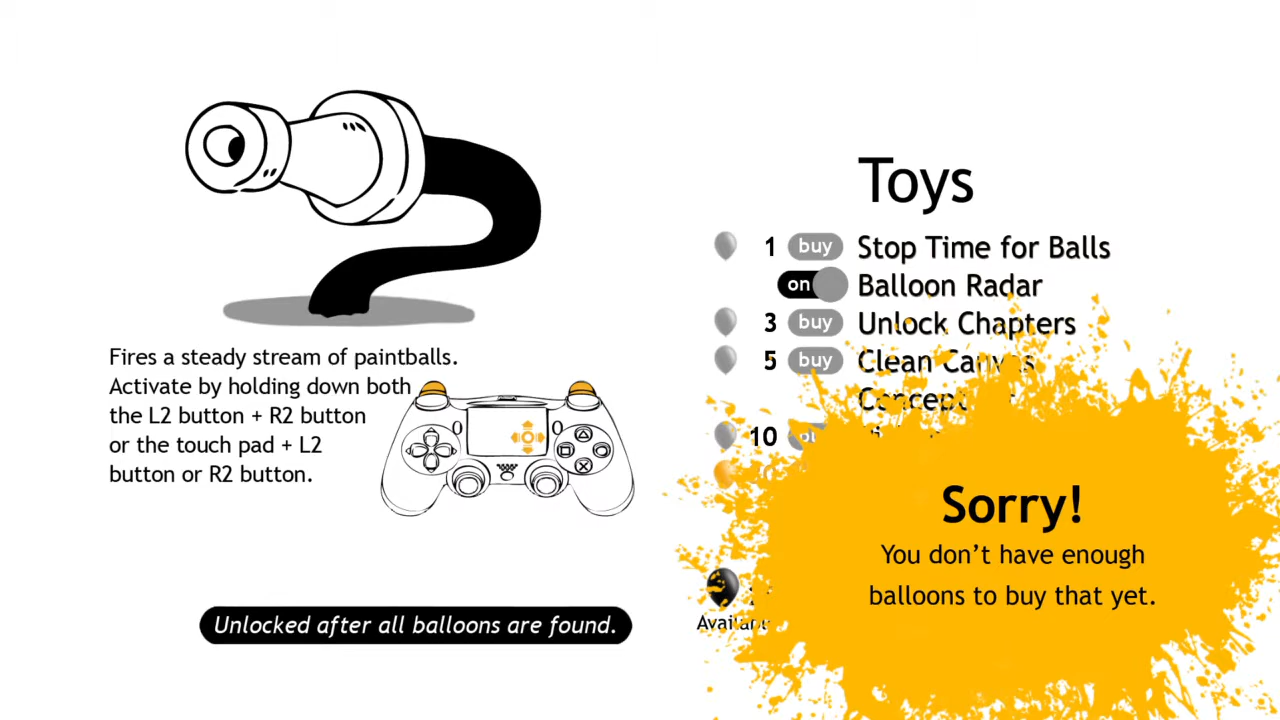 Fires a steady stream of paintballs.
Activate by holding down both
the L2 button + R2 button
or the touch pad + L2
button or R2 button.
Unlocked after all balloons are found.
Toys
1 buy Stop Time for Balls
on Balloon Radar
3 buy Unlock Chapters
5 buy Clean Canvas
10
Sorry!
You don't have enough
balloons to buy that yet.